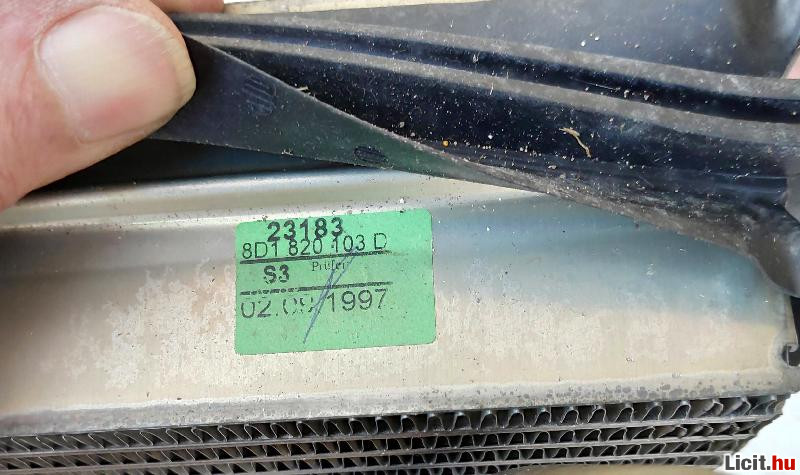 23183
8D1 820 103 D
S3 Prüfer
02.09/1997
Licit.hu